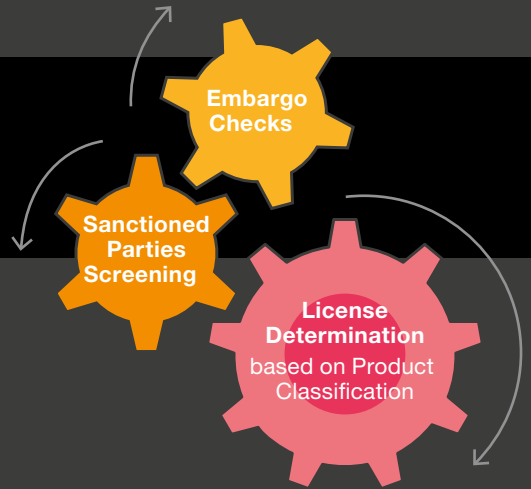 Embargo
Checks
Sanctioned
Parties
Screening
License
Determination
based on Product
Classification